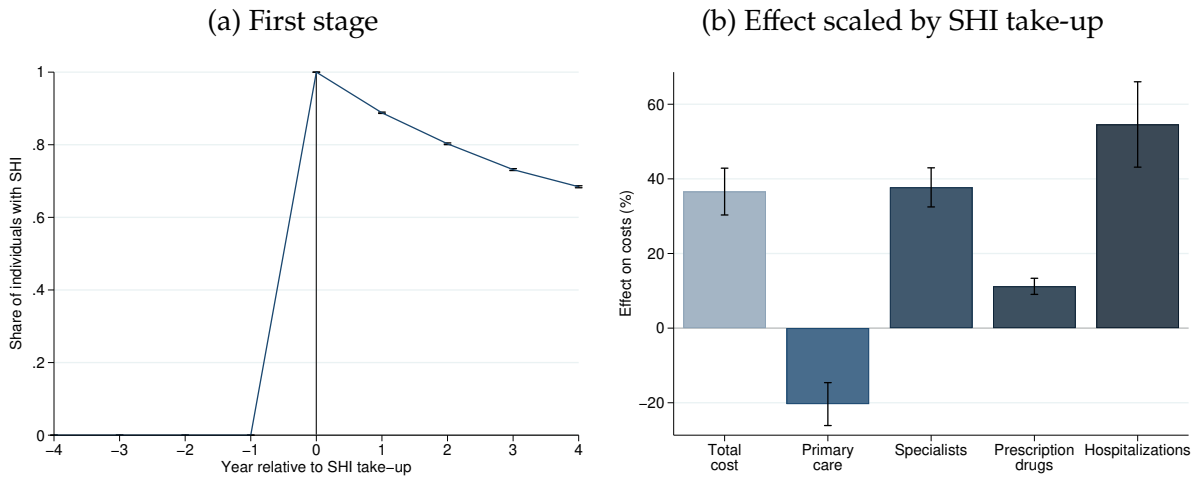 (a) First stage
(b) Effect scaled by SHI take-up
Share of individuals with SHI
1
.8
.6
.4
.2
0
−4 −3 −2 −1 0 1 2 3 4
Year relative to SHI take−up
Effect on costs (%)
60
40
20
0
−20
Total
cost
Primary
care
Specialists
Prescription
drugs
Hospitalizations